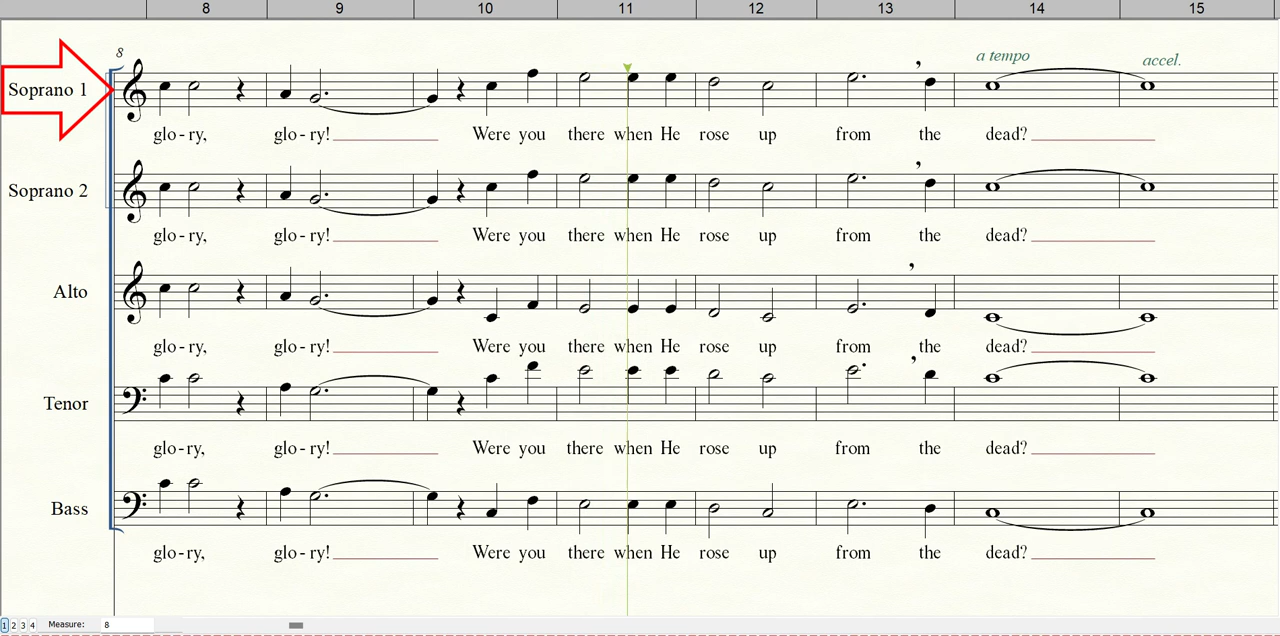 8 9 10 11 12 13 14 15
8
a tempo accel.
Soprano 1
glo - ry, glo - ry! Were you there when He rose up from the dead?
Soprano 2
glo - ry, glo - ry! Were you there when He rose up from the dead?
Alto
glo - ry, glo - ry! Were you there when He rose up from the dead?
Tenor
glo - ry, glo - ry! Were you there when He rose up from the dead?
Bass
glo - ry, glo - ry! Were you there when He rose up from the dead?
1 2 3 4 Measure: 8